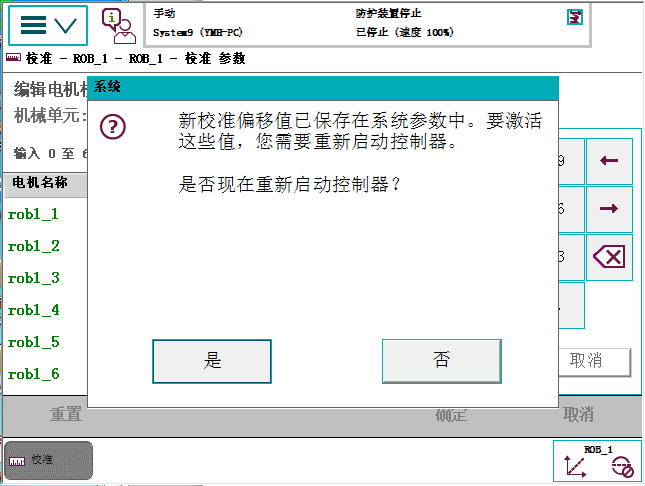 手动
防护装置停止
System9 (YMH-PC)
已停止 (速度 100%)
校准 - ROB_1 - ROB_1 - 校准 参数
编辑电机校
系统
机械单元:
新校准偏移值已保存在系统参数中。要激活
这些值，您需要重新启动控制器。
输入 0 至 6
是否现在重新启动控制器？
电机名称
rob1_1
rob1_2
rob1_3
rob1_4
rob1_5
rob1_6
9
6
3
是
否
取消
重置
确定
取消
校准
ROB_1